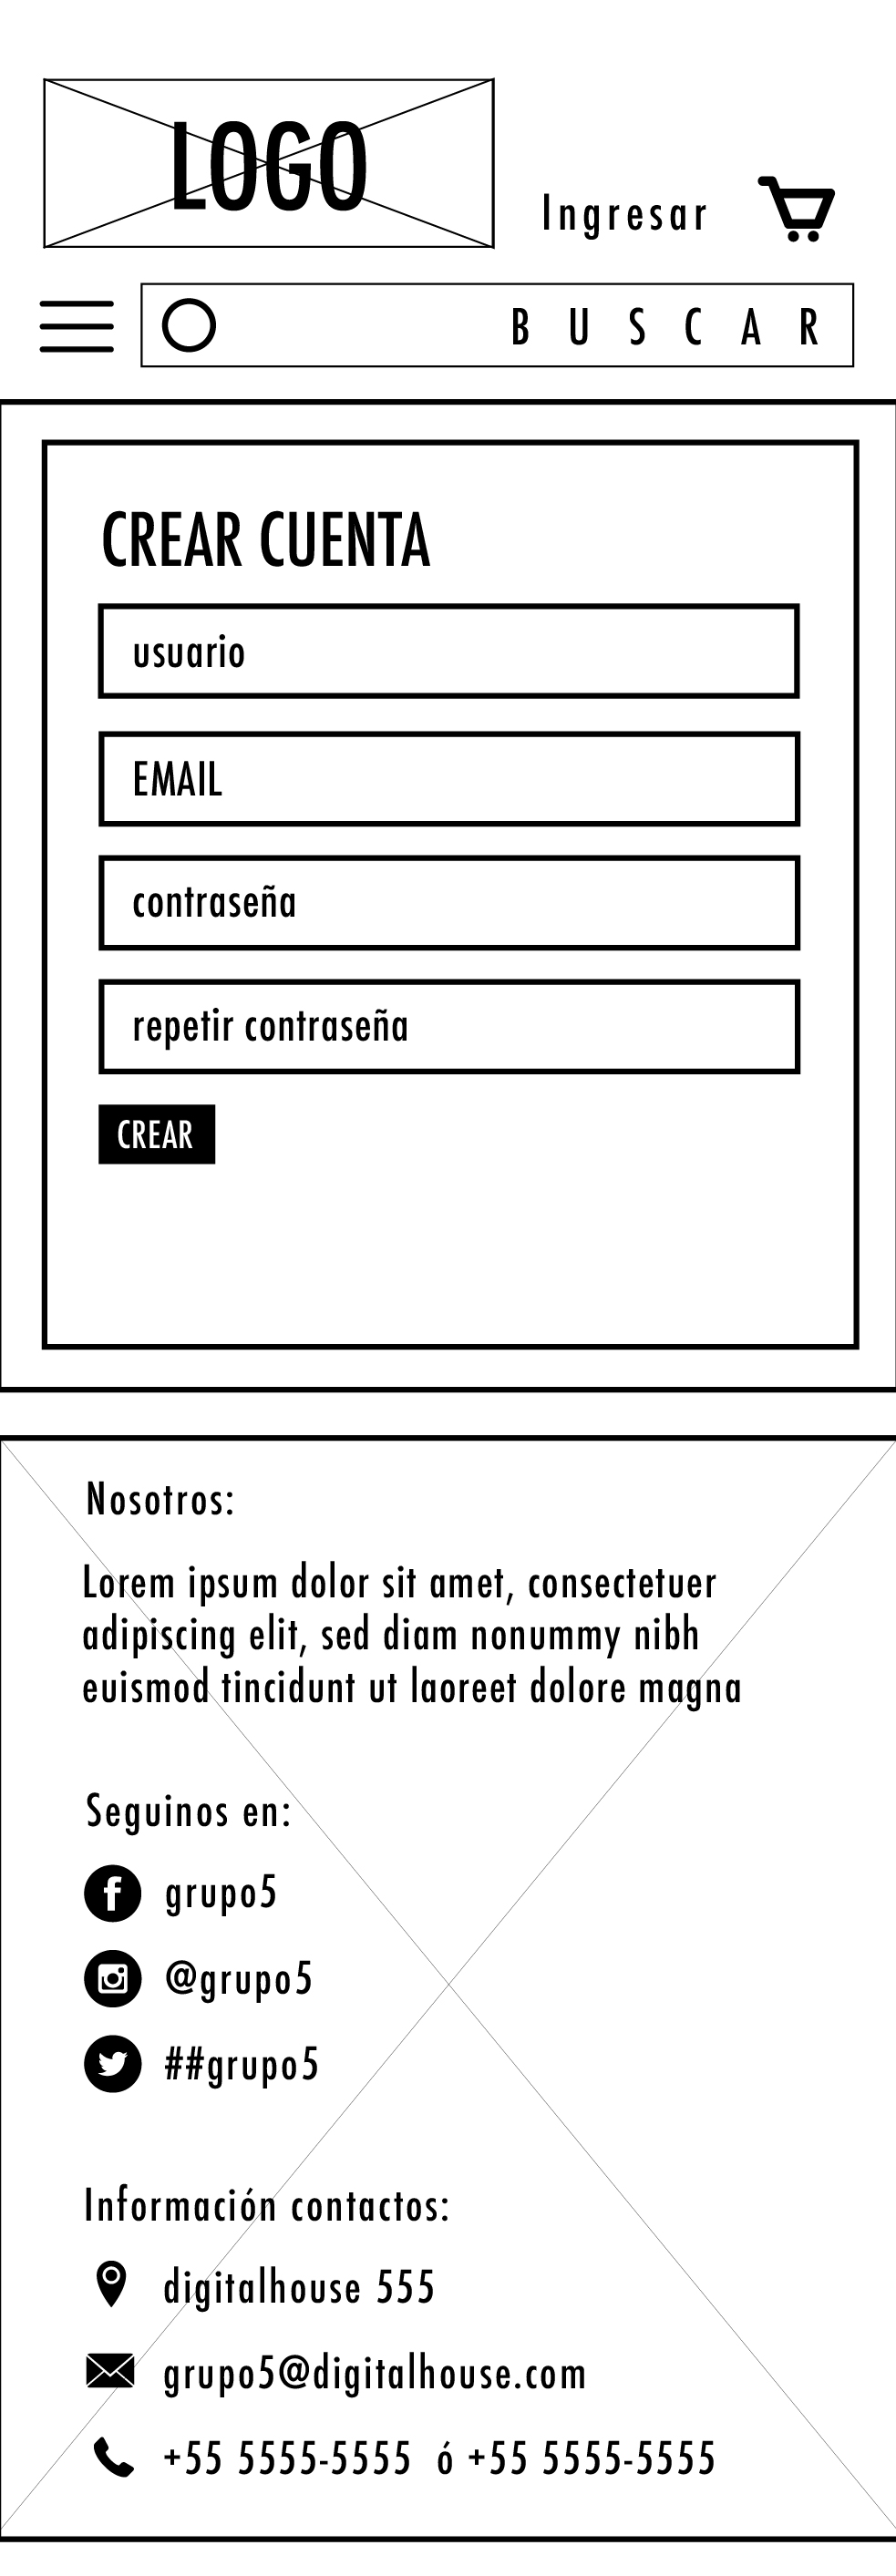 LOGO
Ingresar
BUSCAR
CREAR CUENTA
usuario
EMAIL
contraseña
repetir contraseña
CREAR
Nosotros:
Lorem ipsum dolor sit amet, consectetuer
adipiscing elit, sed diam nonummy nibh
euismod tincidunt ut laoreet dolore magna
Seguinos en:
grupo5
@grupo5
##grupo5
Información contactos:
digitalhouse 555
grupo5@digitalhouse.com
+55 5555-5555 ó +55 5555-5555